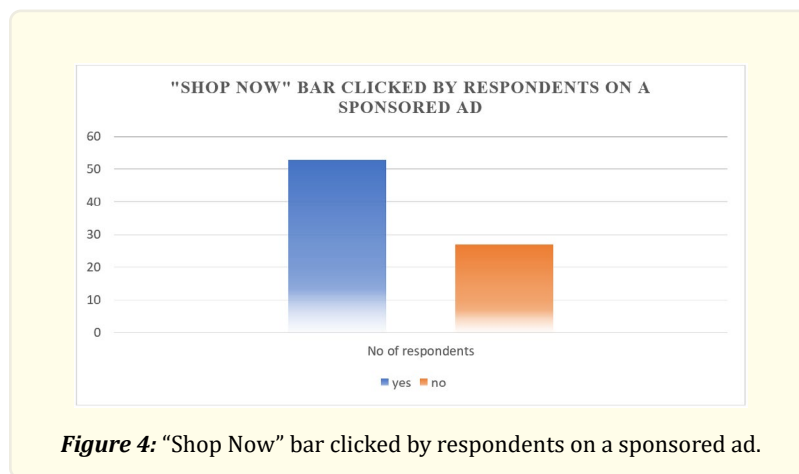 "SHOP NOW" BAR CLICKED BY RESPONDENTS ON A
SPONSORED AD
60
50
40
30
20
10
0
No of respondents
yes no
Figure 4: “Shop Now” bar clicked by respondents on a sponsored ad.